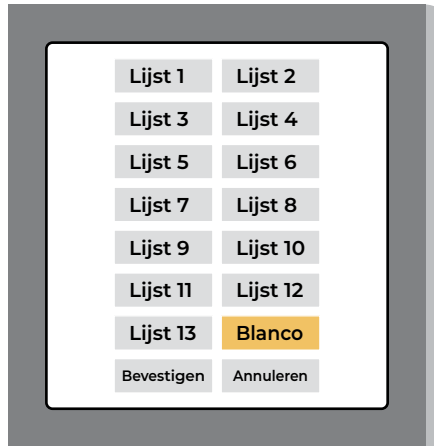 Lijst 1 Lijst 2
Lijst 3 Lijst 4
Lijst 5 Lijst 6
Lijst 7 Lijst 8
Lijst 9 Lijst 10
Lijst 11 Lijst 12
Lijst 13 Blanco
Bevestigen Annuleren